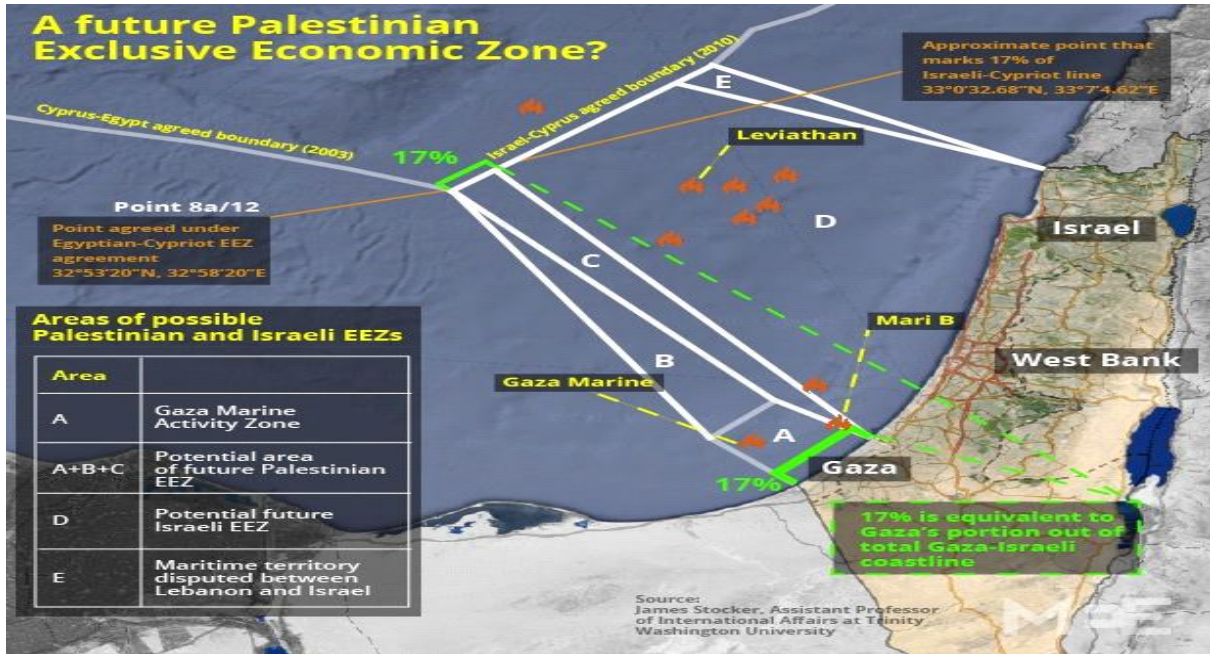 A future Palestinian
Exclusive Economic Zone?
Cyprus-Egypt agreed boundary (2003)
Israel-Cyprus agreed boundary (2010)
E
Approximate point that
marks 17% of
Israeli-Cypriot line
33°0'32.68"N, 33°7'4.62"E
Leviathan
17%
Point 8a/12
Point agreed under
Egyptian-Cypriot EEZ
agreement
32°53'20"N, 32°58'20"E
D
C
Israel
Mari B
B
West Bank
Gaza Marine
A
Gaza
17%
17% is equivalent to
Gaza's portion out of
total Gaza-Israeli
coastline
Areas of possible
Palestinian and Israeli EEZs
Area
A
Gaza Marine
Activity Zone
A+B+C
Potential area
of future Palestinian
EEZ
D
Potential future
Israeli EEZ
E
Maritime territory
disputed between
Lebanon and Israel
Source:
James Stocker, Assistant Professor
of International Affairs at Trinity
Washington University
MEE